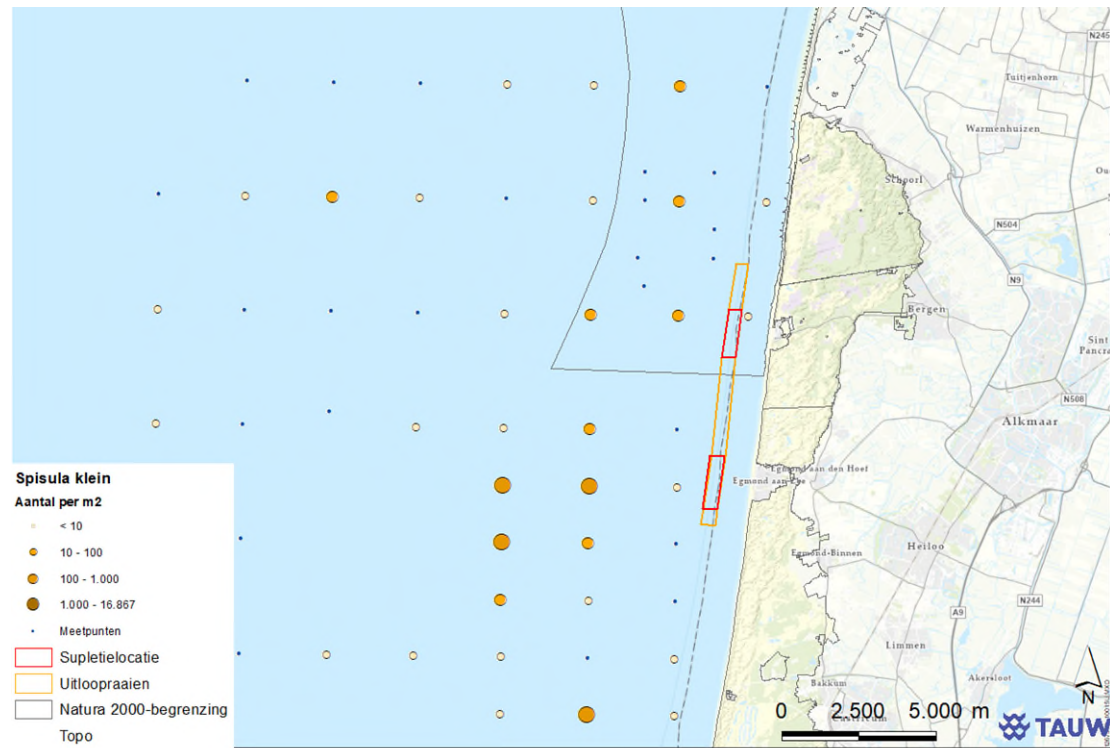 N245
Tuitjenhorn
Warmenhuizen
Schoorl
N504
N9
Bergen
Sint
Pancra
N508
Alkmaar
Egmond aan den Hoef
Egmond aan Zee
Egmond-Binnen
Heiloo
N244
A9
Limmen
Akersloot
Bakkum
Castricum
Spisula klein
Aantal per m2
< 10
10 - 100
100 - 1.000
1.000 - 16.867
Meetpunten
Supletielocatie
Uitloopraaien
Natura 2000-begrenzing
Topo
0 2.500 5.000 m
N
TAUW